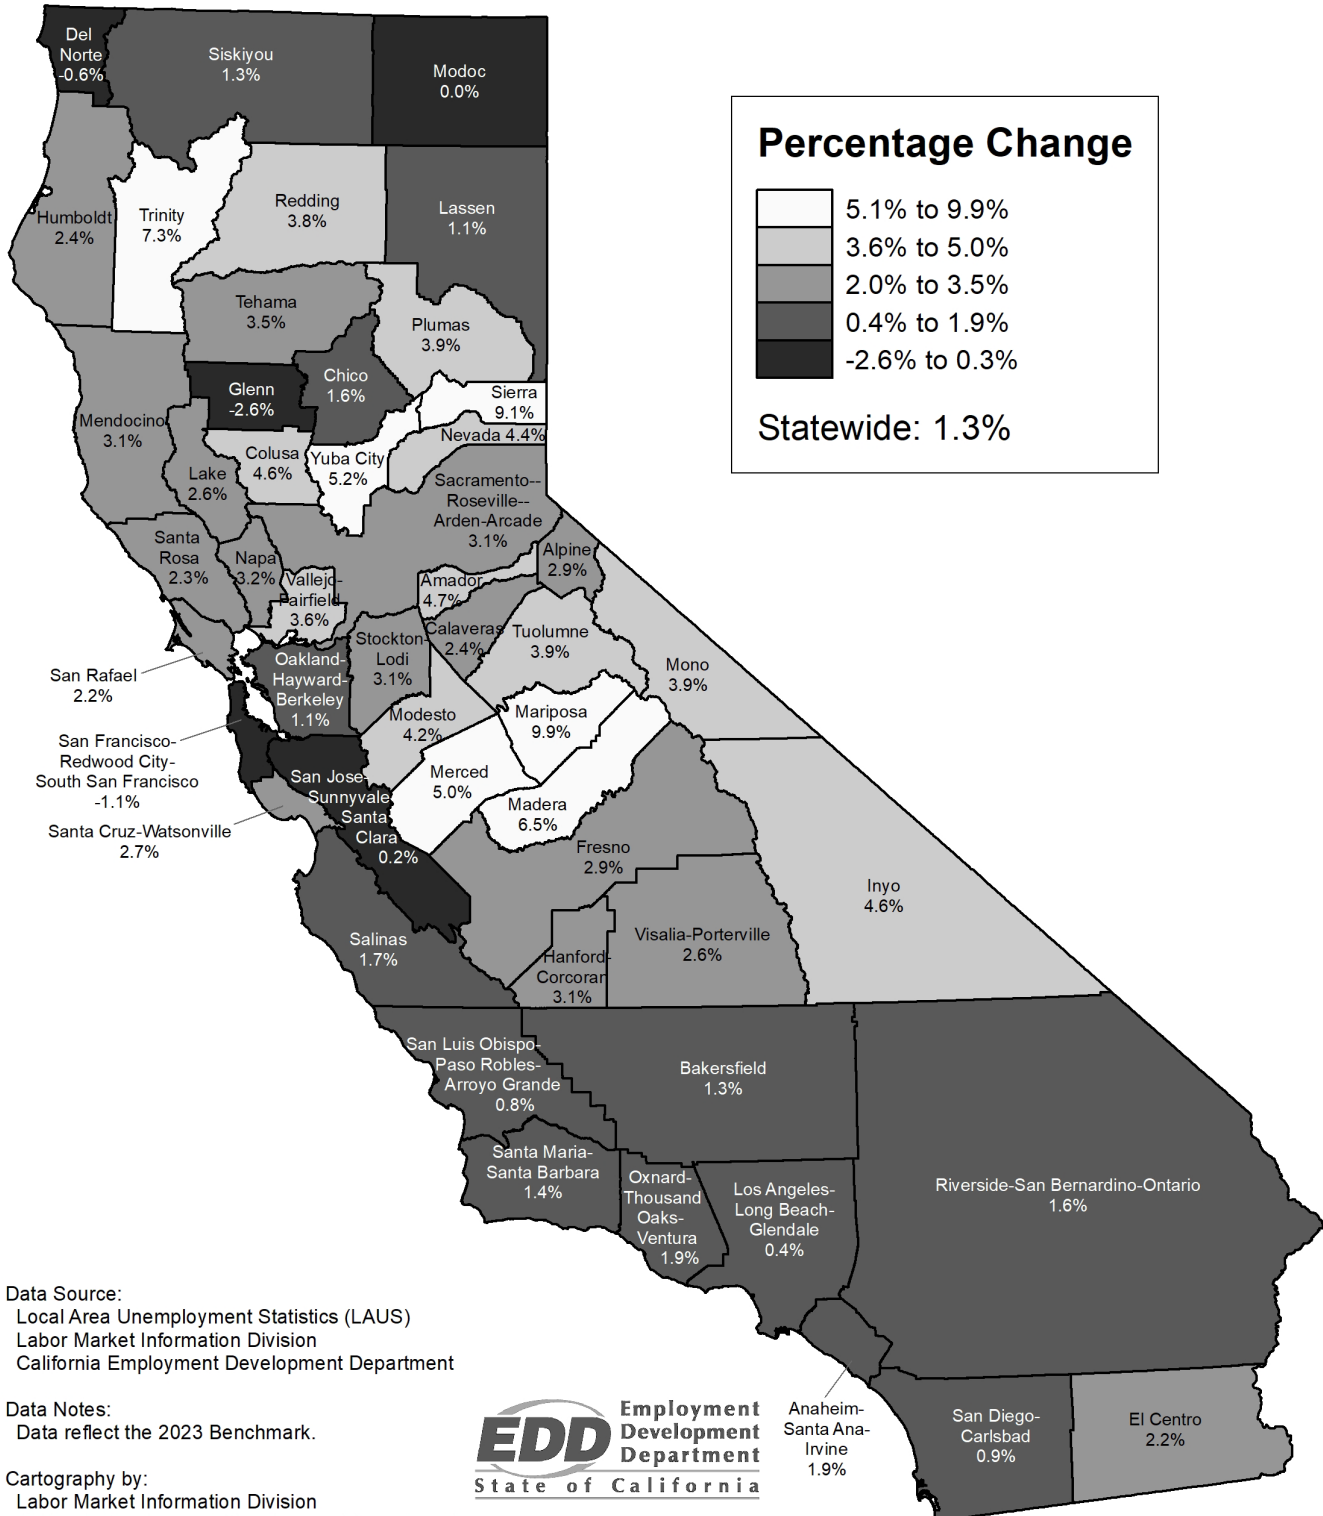 Del
Norte
-0.6%
Siskiyou
1.3%
Modoc
0.0%
Percentage Change
5.1% to 9.9%
3.6% to 5.0%
2.0% to 3.5%
0.4% to 1.9%
-2.6% to 0.3%
Statewide: 1.3%
Humboldt
2.4%
Trinity
7.3%
Redding
3.8%
Lassen
1.1%
Tehama
3.5%
Plumas
3.9%
Glenn
-2.6%
Chico
1.6%
Sierra
9.1%
Mendocino
3.1%
Nevada 4.4%
Lake
2.6%
Colusa
4.6%
Yuba City
5.2%
Sacramento--
Roseville--
Arden-Arcade
3.1%
Santa
Rosa
2.3%
Napa
3.2%
Vallejo-
Fairfield
3.6%
Amador
4.7%
Alpine
2.9%
San Rafael
2.2%
Oakland-
Hayward-
Berkeley
1.1%
Stockton-
Lodi
3.1%
Calaveras
2.4%
Tuolumne
3.9%
Mono
3.9%
San Francisco-
Redwood City-
South San Francisco
-1.1%
Modesto
4.2%
Mariposa
9.9%
Santa Cruz-Watsonville
2.7%
San Jose-
Sunnyvale-
Santa
Clara
0.2%
Merced
5.0%
Madera
6.5%
Fresno
2.9%
Inyo
4.6%
Salinas
1.7%
Hanford-
Corcoran
3.1%
Visalia-Porterville
2.6%
San Luis Obispo-
Paso Robles-
Arroyo Grande
0.8%
Bakersfield
1.3%
Santa Maria-
Santa Barbara
1.4%
Oxnard-
Thousand
Oaks-
Ventura
1.9%
Los Angeles-
Long Beach-
Glendale
0.4%
Riverside-San Bernardino-Ontario
1.6%
Anaheim-
Santa Ana-
Irvine
1.9%
San Diego-
Carlsbad
0.9%
El Centro
2.2%
Data Source:
Local Area Unemployment Statistics (LAUS)
Labor Market Information Division
California Employment Development Department
Data Notes:
Data reflect the 2023 Benchmark.
Cartography by:
Labor Market Information Division
EDD
Employment
Development
Department
State of California